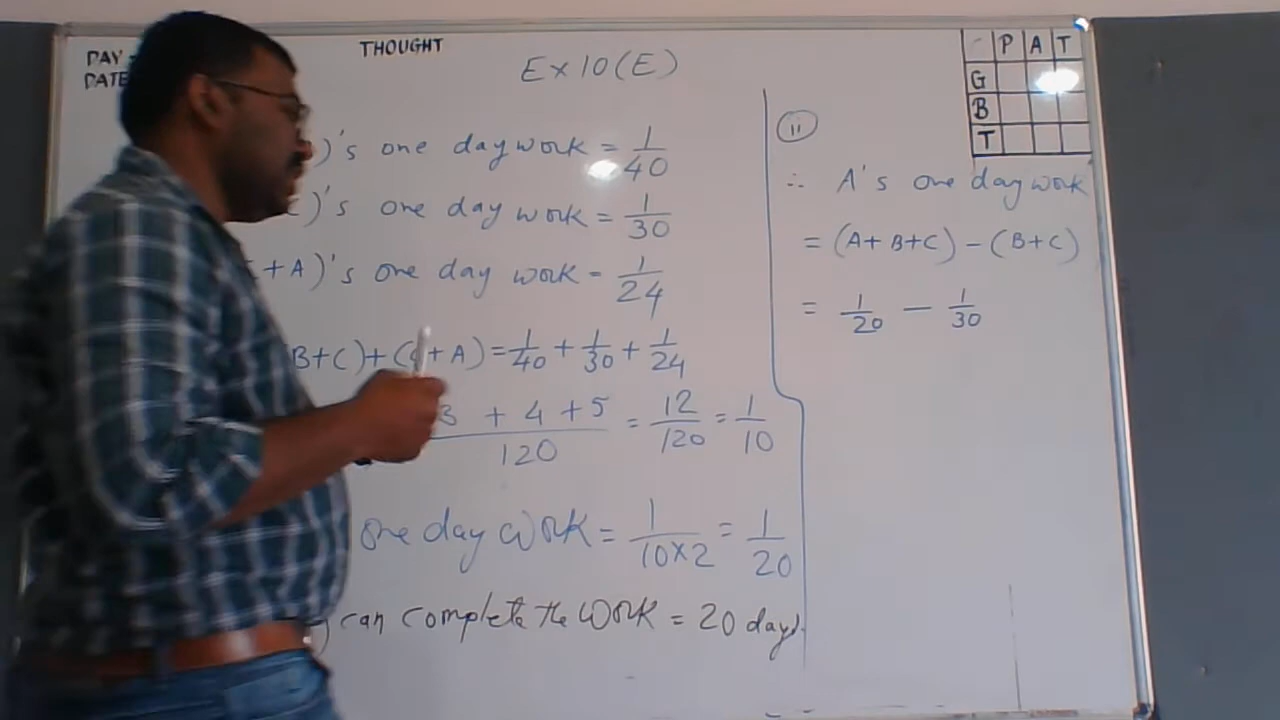 DAY
DATE
THOUGHT
Ex 10(E)
P A T
G
B
T
)'s one day work = 1/40
)'s one day work = 1/30
+ A)'s one day work = 1/24
B+C)+(C+A)=1/40 + 1/30 + 1/24
3 + 4 + 5 / 120 = 12/120 = 1/10
one day work = 1/10×2 = 1/20
can complete the work = 20 days.
(ii)
∴ A's one day work
= (A+B+C) - (B+C)
= 1/20 - 1/30